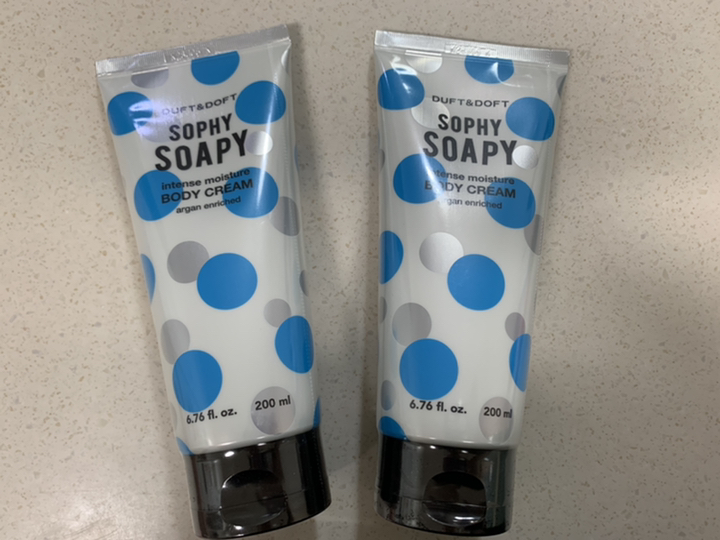 DUFT&DOFT
SOPHY
SOAPY
intense moisture
BODY CREAM
argan enriched
6.76 fl. oz. 200 ml
DUFT&DOFT
SOPHY
SOAPY
intense moisture
BODY CREAM
argan enriched
6.76 fl. oz. 200 ml